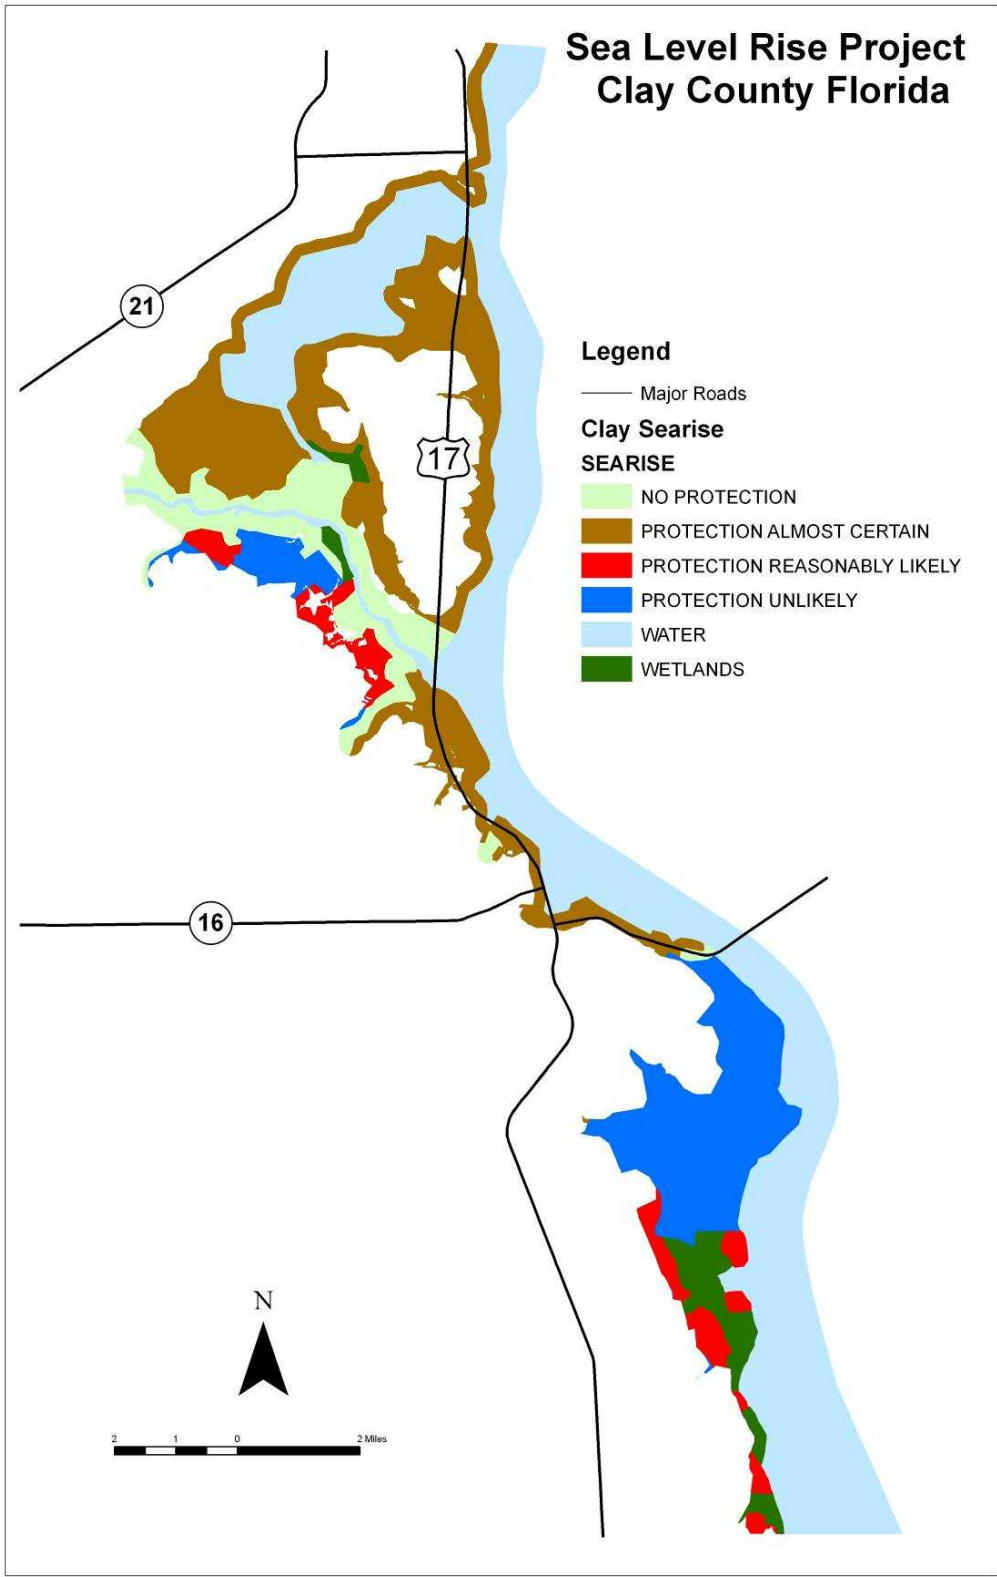 Sea Level Rise Project
Clay County Florida
21
Legend
Major Roads
Clay Searise
17
SEARISE
NO PROTECTION
PROTECTION ALMOST CERTAIN
PROTECTION REASONABLY LIKELY
PROTECTION UNLIKELY
WATER
WETLANDS
16
N
2 1 0 2 Miles